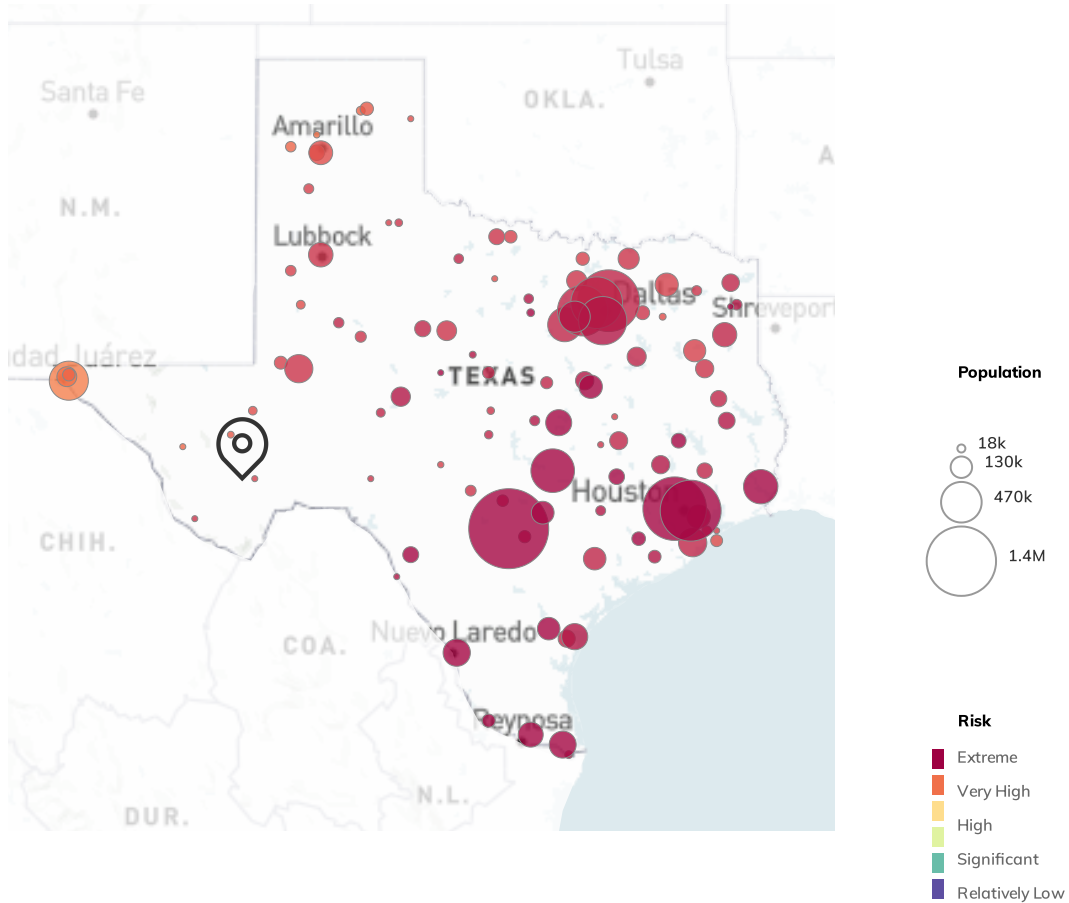 Tulsa
Santa Fe
OKLA.
Amarillo
A
N.M.
Lubbock
Dallas
Shreveport
dad Juárez
TEXAS
Population
18k
130k
Houston
470k
CHIH.
1.4M
Nuevo Laredo
COA.
Reynosa
Risk
Extreme
Very High
N.L.
DUR.
High
Significant
Relatively Low